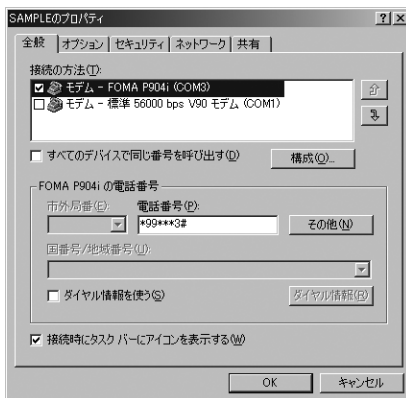 SAMPLEのプロパティ
全般 オプション セキュリティ ネットワーク 共有
接続の方法(T):
モデム - FOMA P904i (COM3)
モデム - 標準 56000 bps V90 モデム (COM1)
すべてのデバイスで同じ番号を呼び出す(D) 構成(O)...
FOMA P904i の電話番号
市外局番(E): 電話番号(P):
*99***3# その他(N)
国番号/地域番号(U):
ダイヤル情報を使う(S) ダイヤル情報(R)
接続時にタスク バーにアイコンを表示する(W)
OK キャンセル